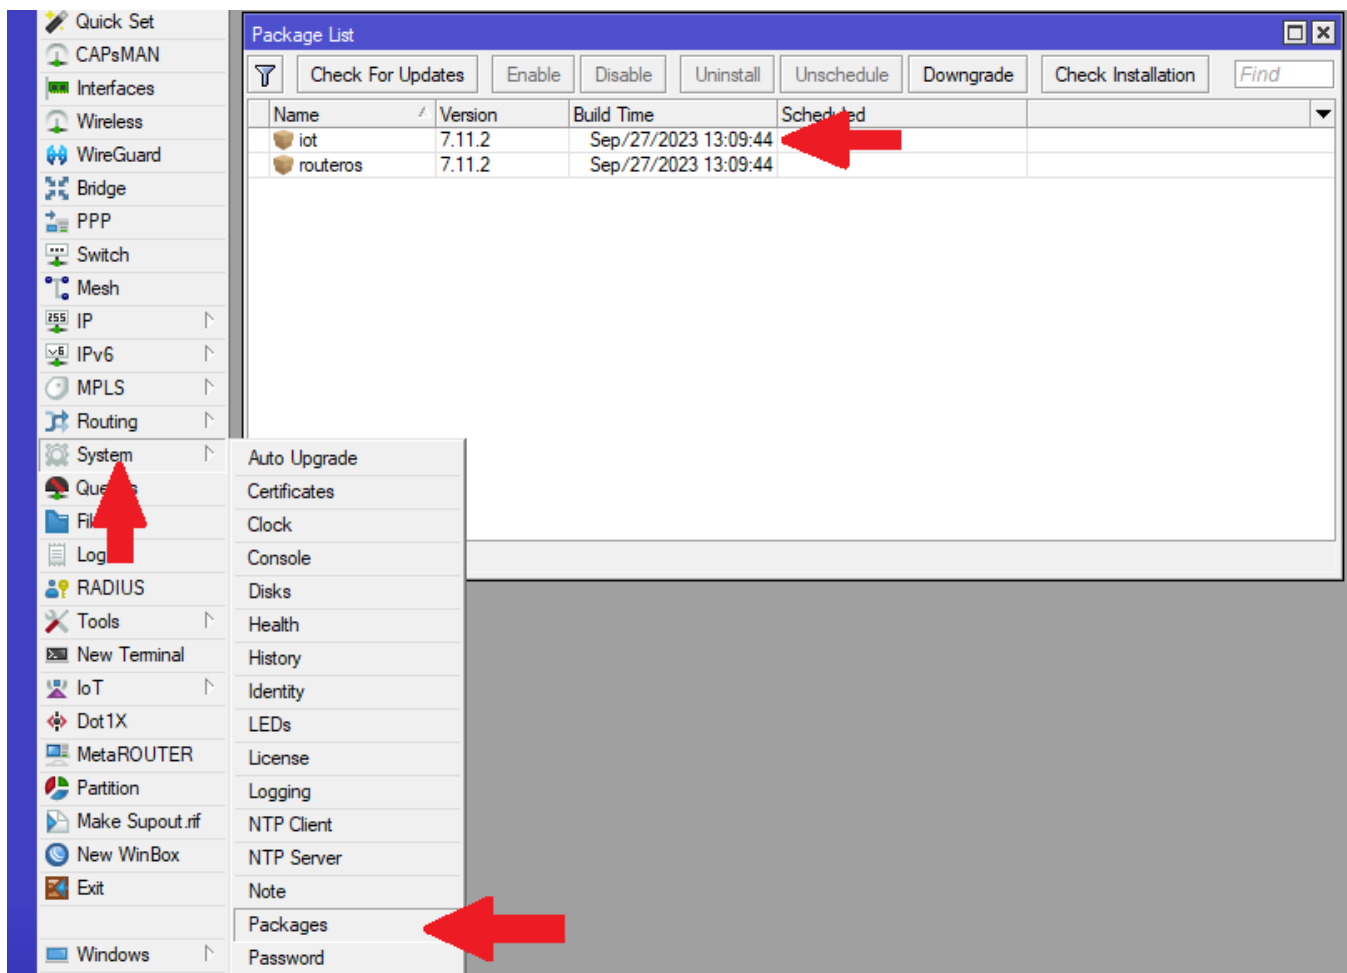 Quick Set
CAPsMAN
Interfaces
Wireless
WireGuard
Bridge
PPP
Switch
Mesh
IP
IPv6
MPLS
Routing
System
Log
RADIUS
Tools
New Terminal
IoT
Dot1X
MetaROUTER
Partition
Make Supout.rif
New WinBox
Exit
Windows
Package List
Check For Updates Enable Disable Uninstall Unschedule Downgrade Check Installation Find
Name Version Build Time Scheduled
iot 7.11.2 Sep/27/2023 13:09:44
routeros 7.11.2 Sep/27/2023 13:09:44
Auto Upgrade
Certificates
Clock
Console
Disks
Health
History
Identity
LEDs
License
Logging
NTP Client
NTP Server
Note
Packages
Password